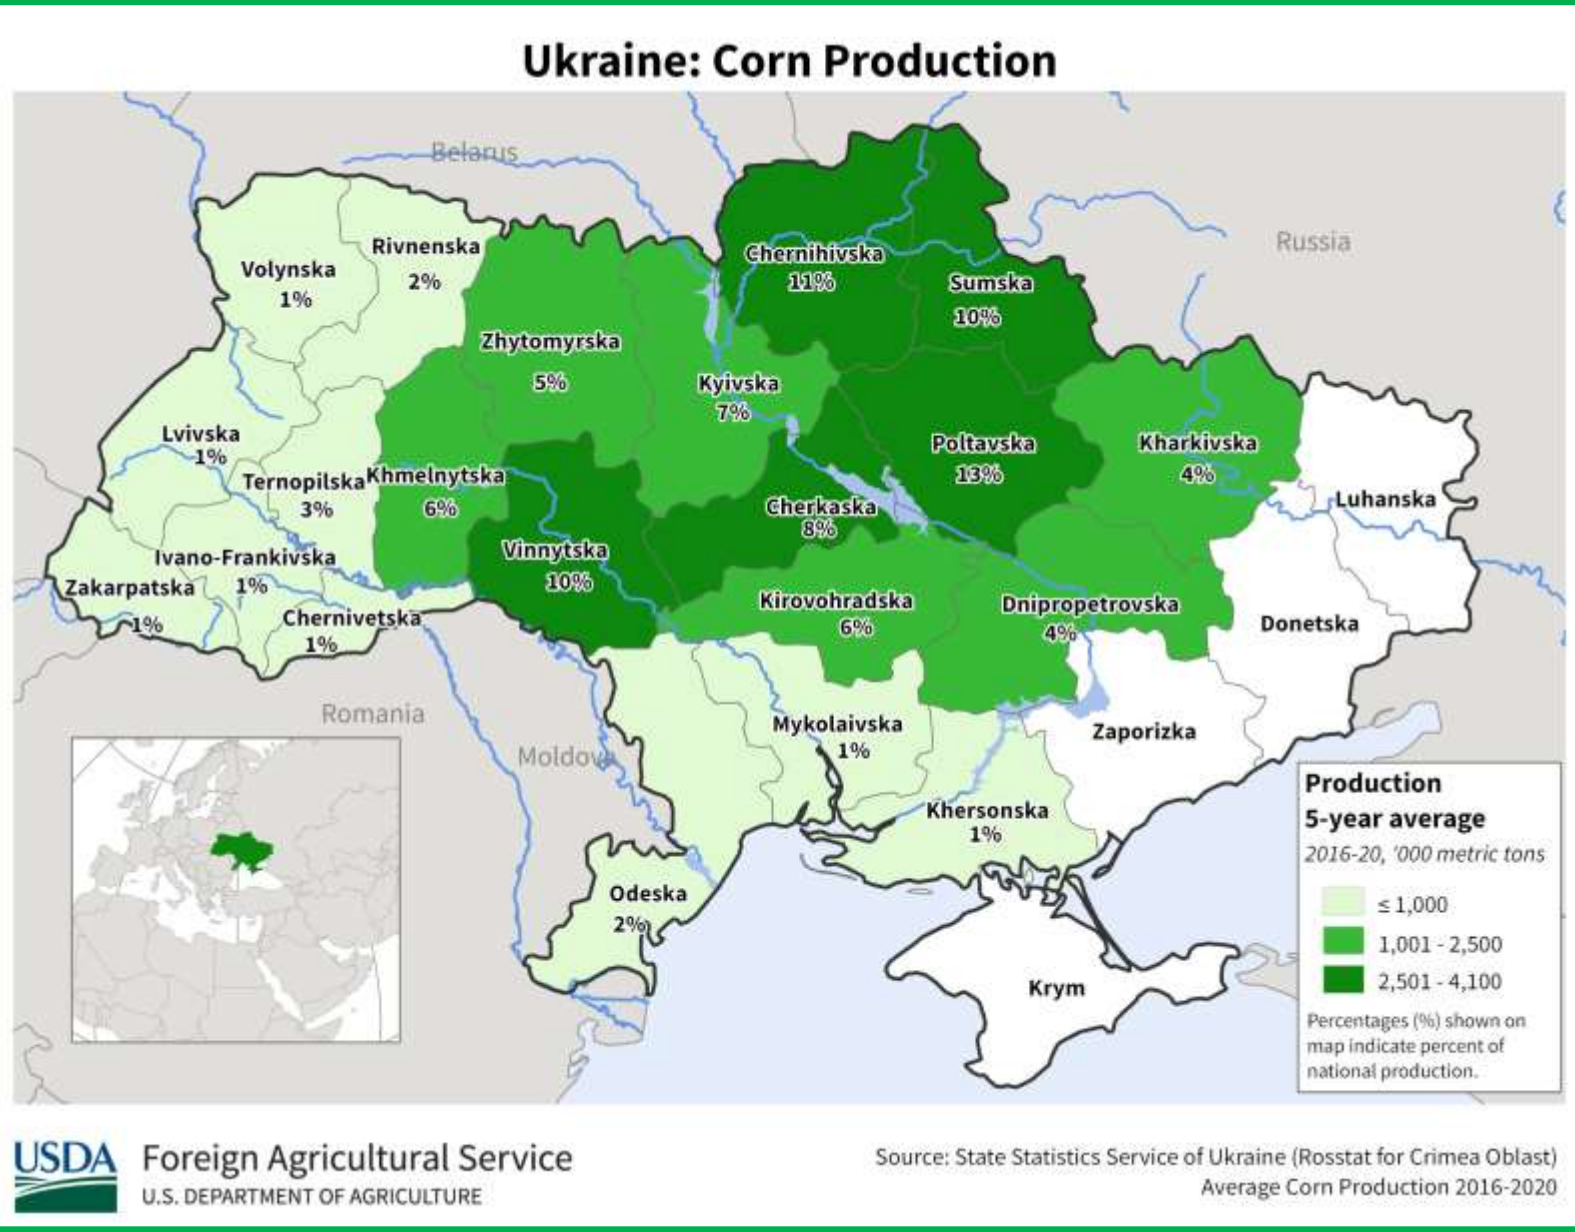 Ukraine: Corn Production
Belarus
Russia
Rivnenska
2%
Volynska
1%
Chernihivska
11%
Sumska
10%
Zhytomyrska
5%
Kyivska
7%
Lvivska
1%
Ternopilska
3%
Khmelnytska
6%
Poltavska
13%
Kharkivska
4%
Luhanska
Cherkaska
8%
Vinnytska
10%
Ivano-Frankivska
1%
Zakarpatska
1%
Chernivetska
1%
Kirovohradska
6%
Dnipropetrovska
4%
Donetska
Romania
Moldova
Mykolaivska
1%
Zaporizka
Khersonska
1%
Odeska
2%
Krym
Production
5-year average
2016-20, '000 metric tons
≤ 1,000
1,001 - 2,500
2,501 - 4,100
Percentages (%) shown on
map indicate percent of
national production.
USDA
Foreign Agricultural Service
U.S. DEPARTMENT OF AGRICULTURE
Source: State Statistics Service of Ukraine (Rosstat for Crimea Oblast)
Average Corn Production 2016-2020